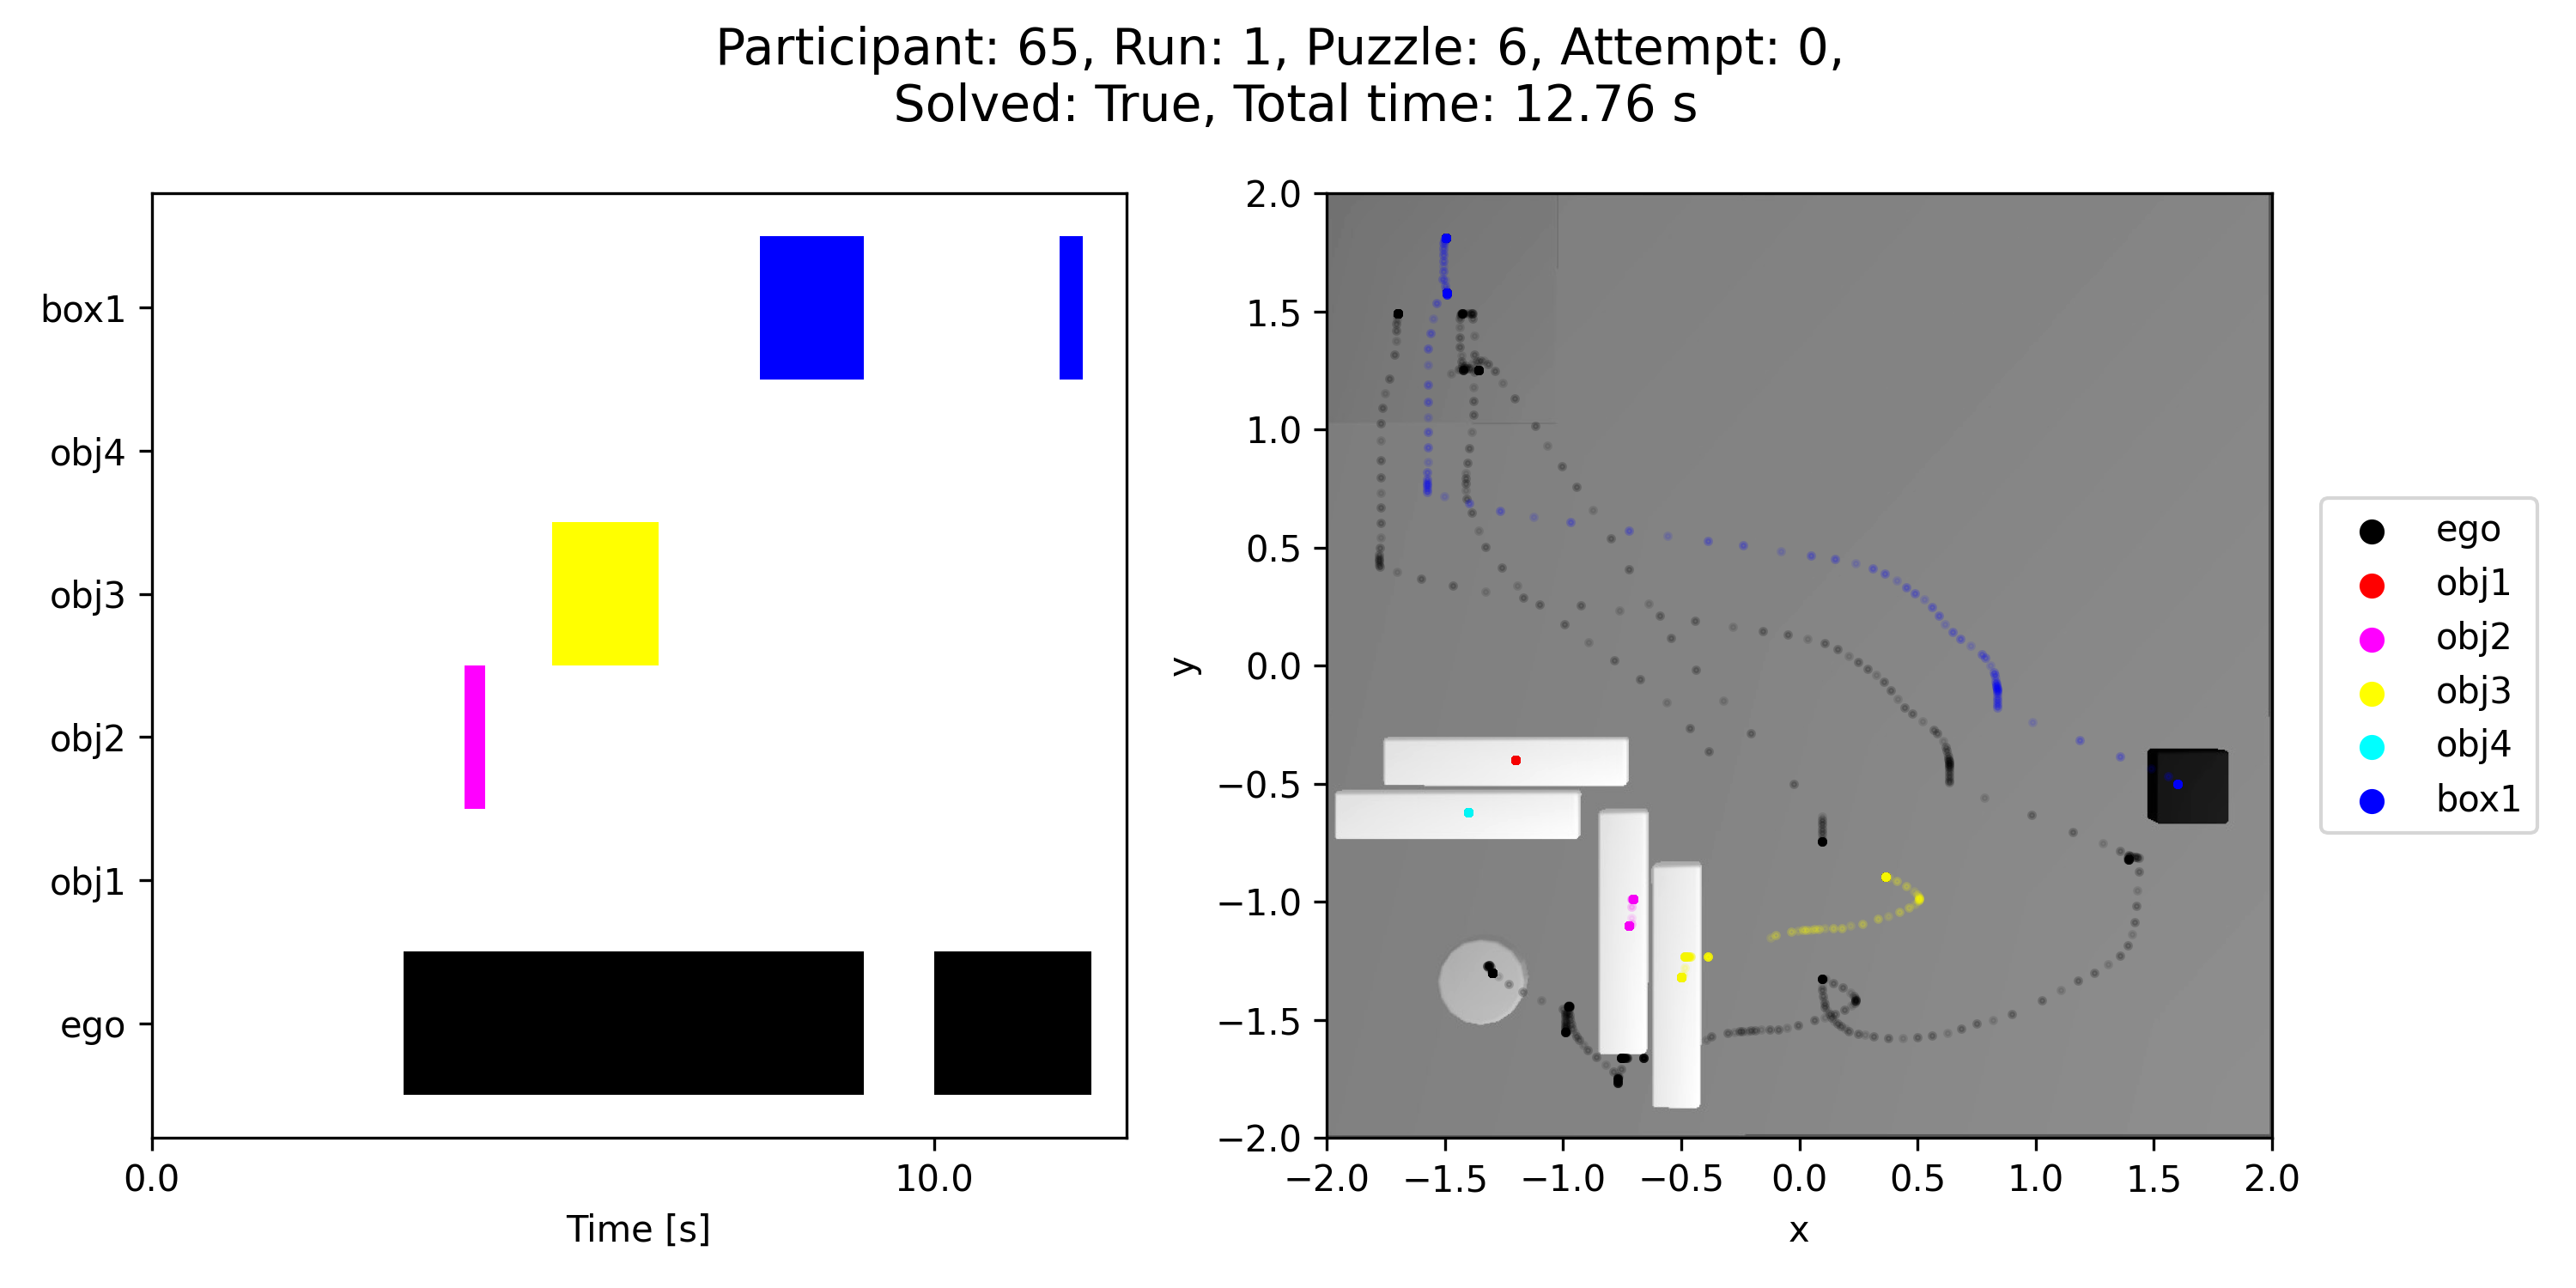 Participant: 65, Run: 1, Puzzle: 6, Attempt: 0,
Solved: True, Total time: 12.76 s
box1
obj4
obj3
obj2
obj1
ego
0.0
10.0
Time [s]
2.0
1.5
1.0
0.5
0.0
−0.5
−1.0
−1.5
−2.0
y
−2.0
−1.5
−1.0
−0.5
0.0
0.5
1.0
1.5
2.0
x
ego
obj1
obj2
obj3
obj4
box1